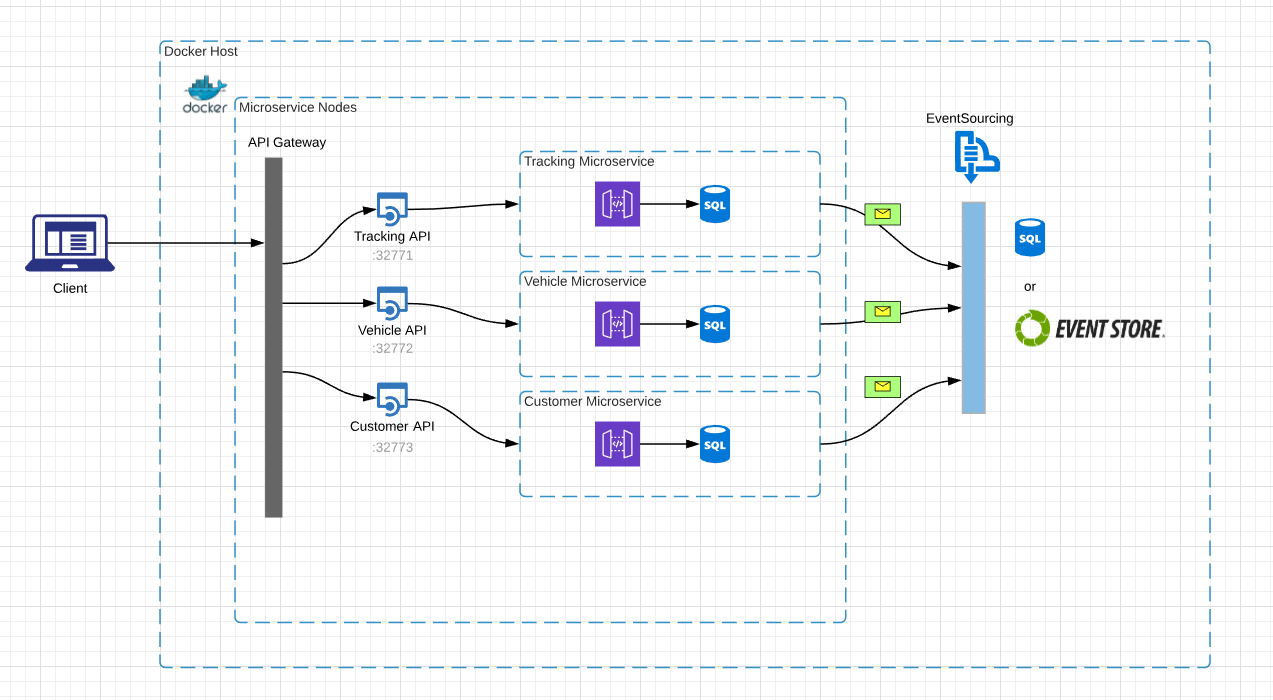 Docker Host
docker
Microservice Nodes
API Gateway
EventSourcing
Tracking Microservice
SQL
Tracking API
:32771
SQL
Client
or
Vehicle Microservice
SQL
Vehicle API
:32772
EVENT STORE.
Customer Microservice
SQL
Customer API
:32773